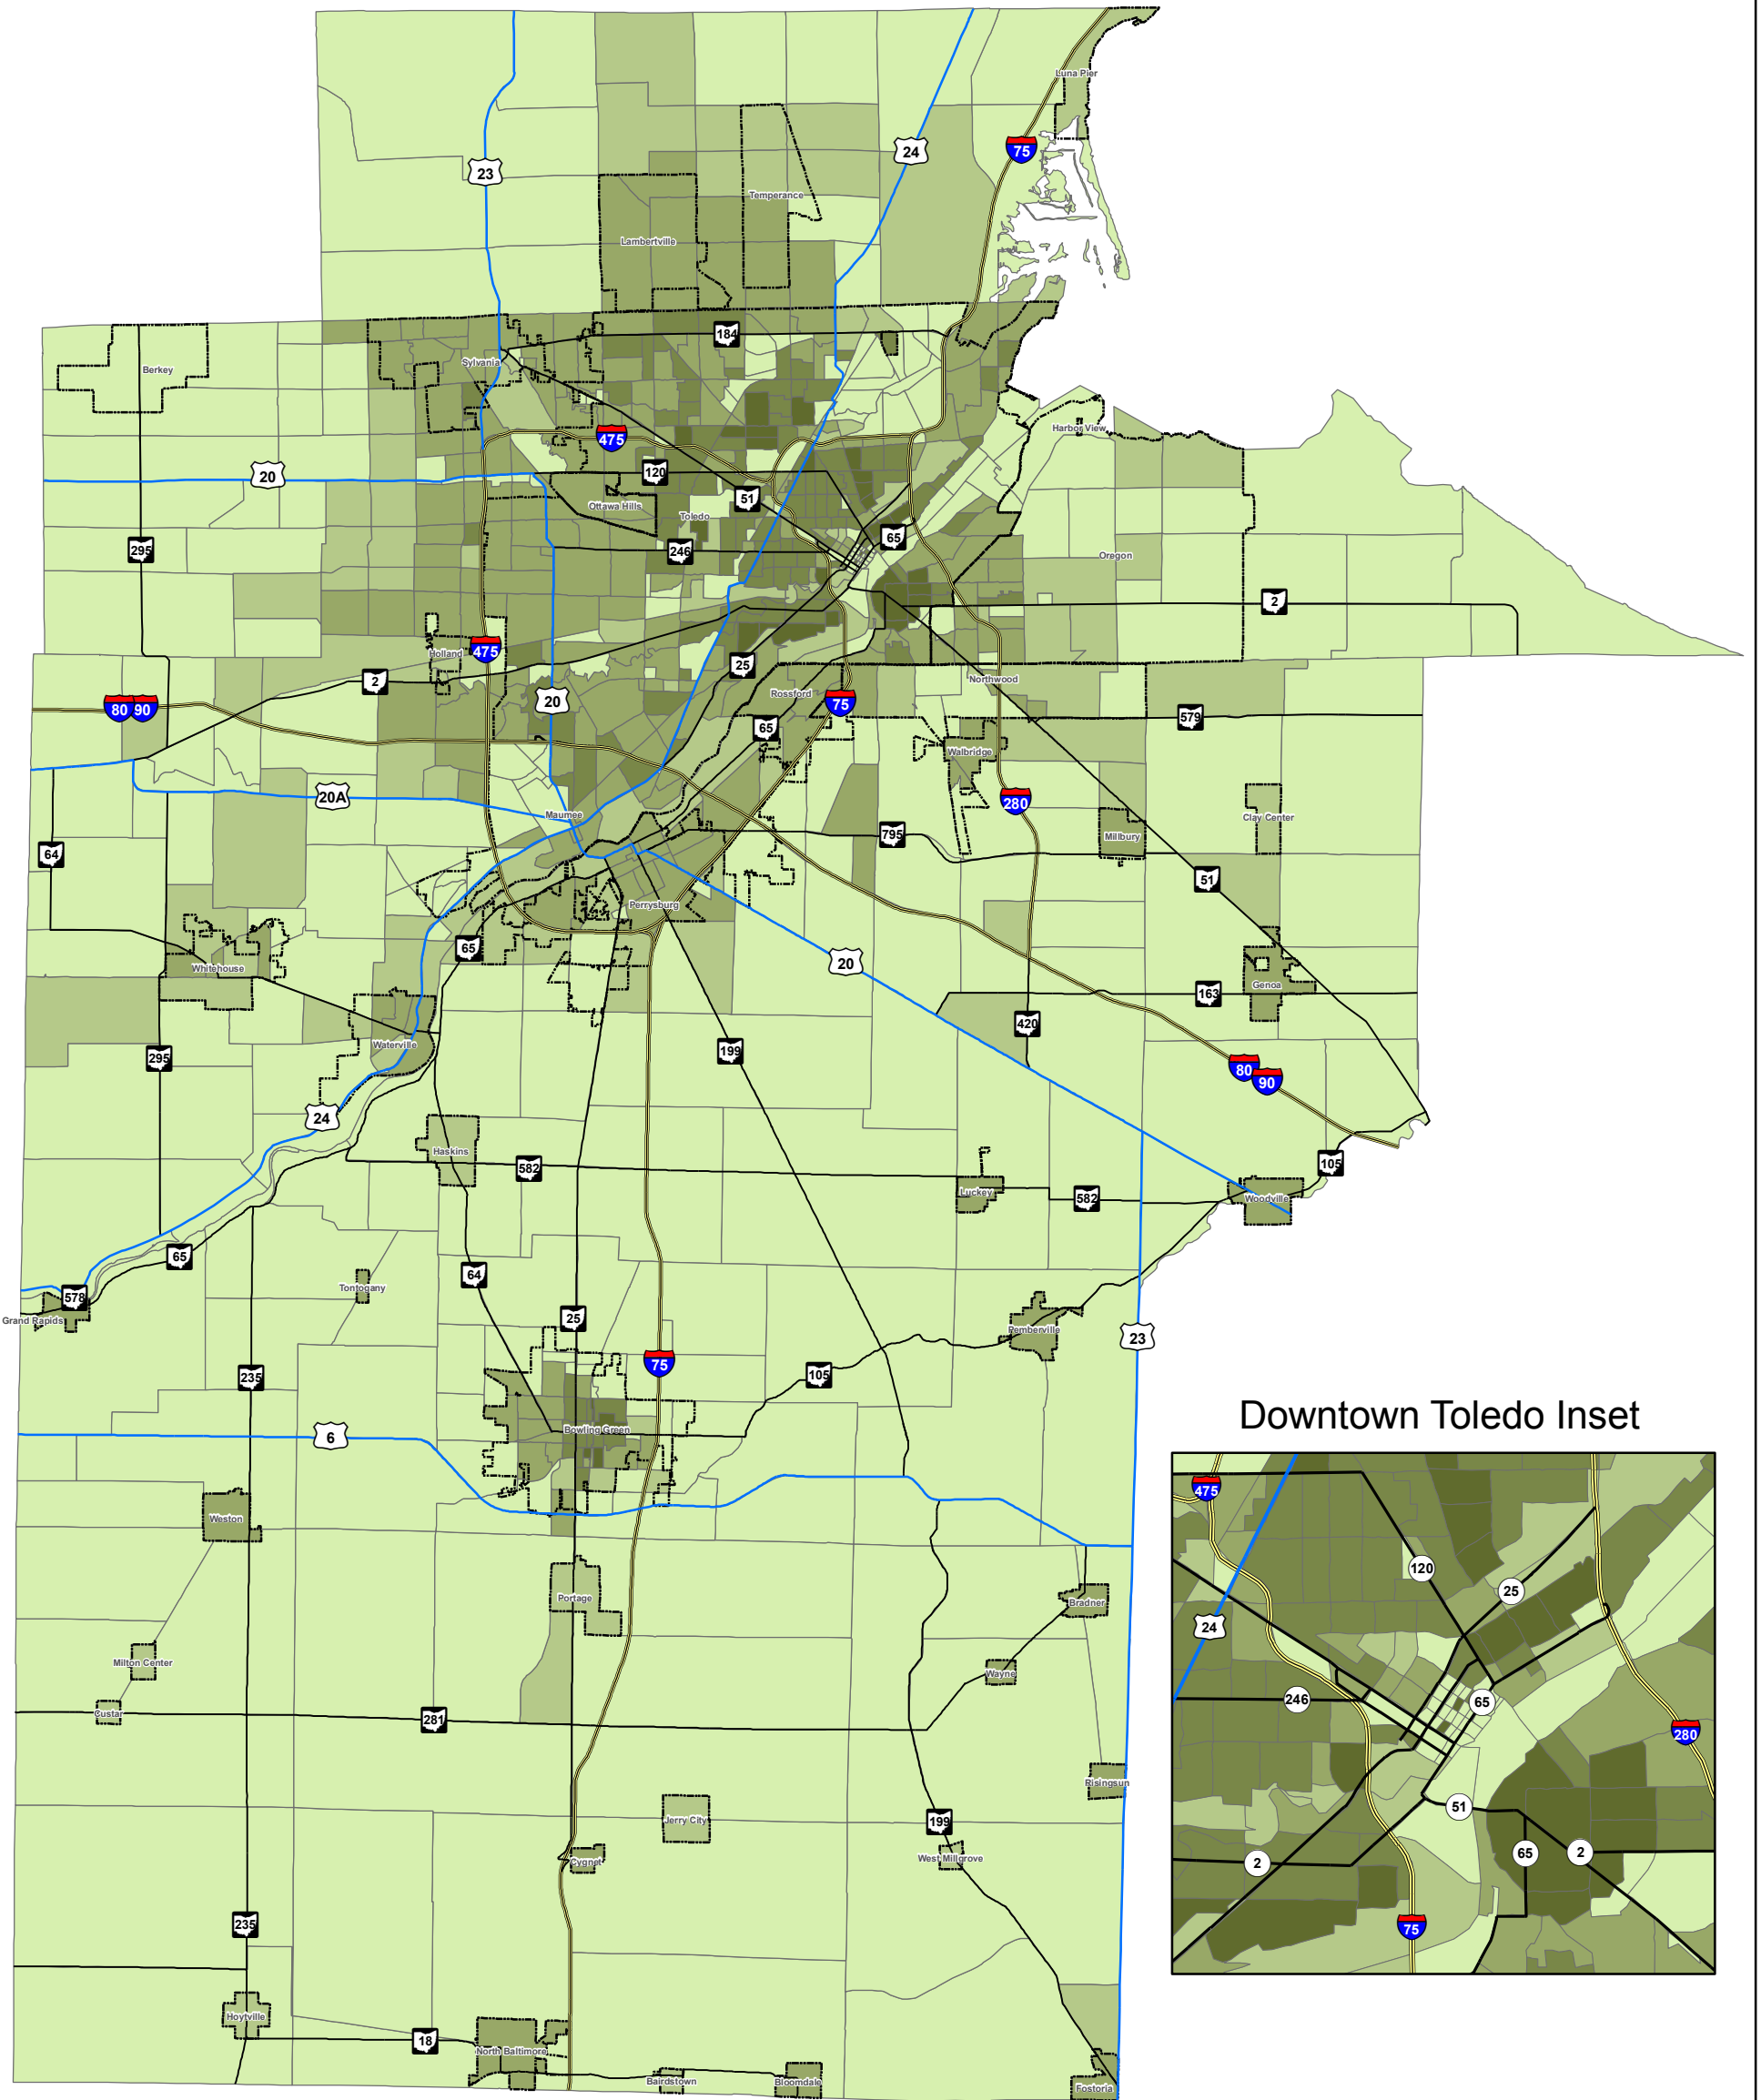 Luna Pier
24
75
23
Temperance
Lambertville
184
Sylvania
Berkey
Harbor View
475
120
20
51
Ottawa Hills
Toledo
65
295
246
Oregon
2
Holland
475
25
2
Northwood
Rossford
20
75
80
90
579
65
Walbridge
20A
280
Maumee
Clay Center
795
Millbury
64
51
Perrysburg
65
20
Whitehouse
Genoa
163
420
Waterville
199
295
80
90
24
Haskins
105
582
Luckey
582
Woodville
65
64
Tontogany
578
Grand Rapids
25
Pemberville
23
75
105
235
Bowling Green
6
Weston
Portage
Bradner
Milton Center
Wayne
Custar
281
Risingsun
Jerry City
199
Cygnet
West Millgrove
235
Hoytville
18
North Baltimore
Bairdstown
Bloomdale
Fostoria
Downtown Toledo Inset
475
120
25
24
246
65
280
51
65
2
2
75